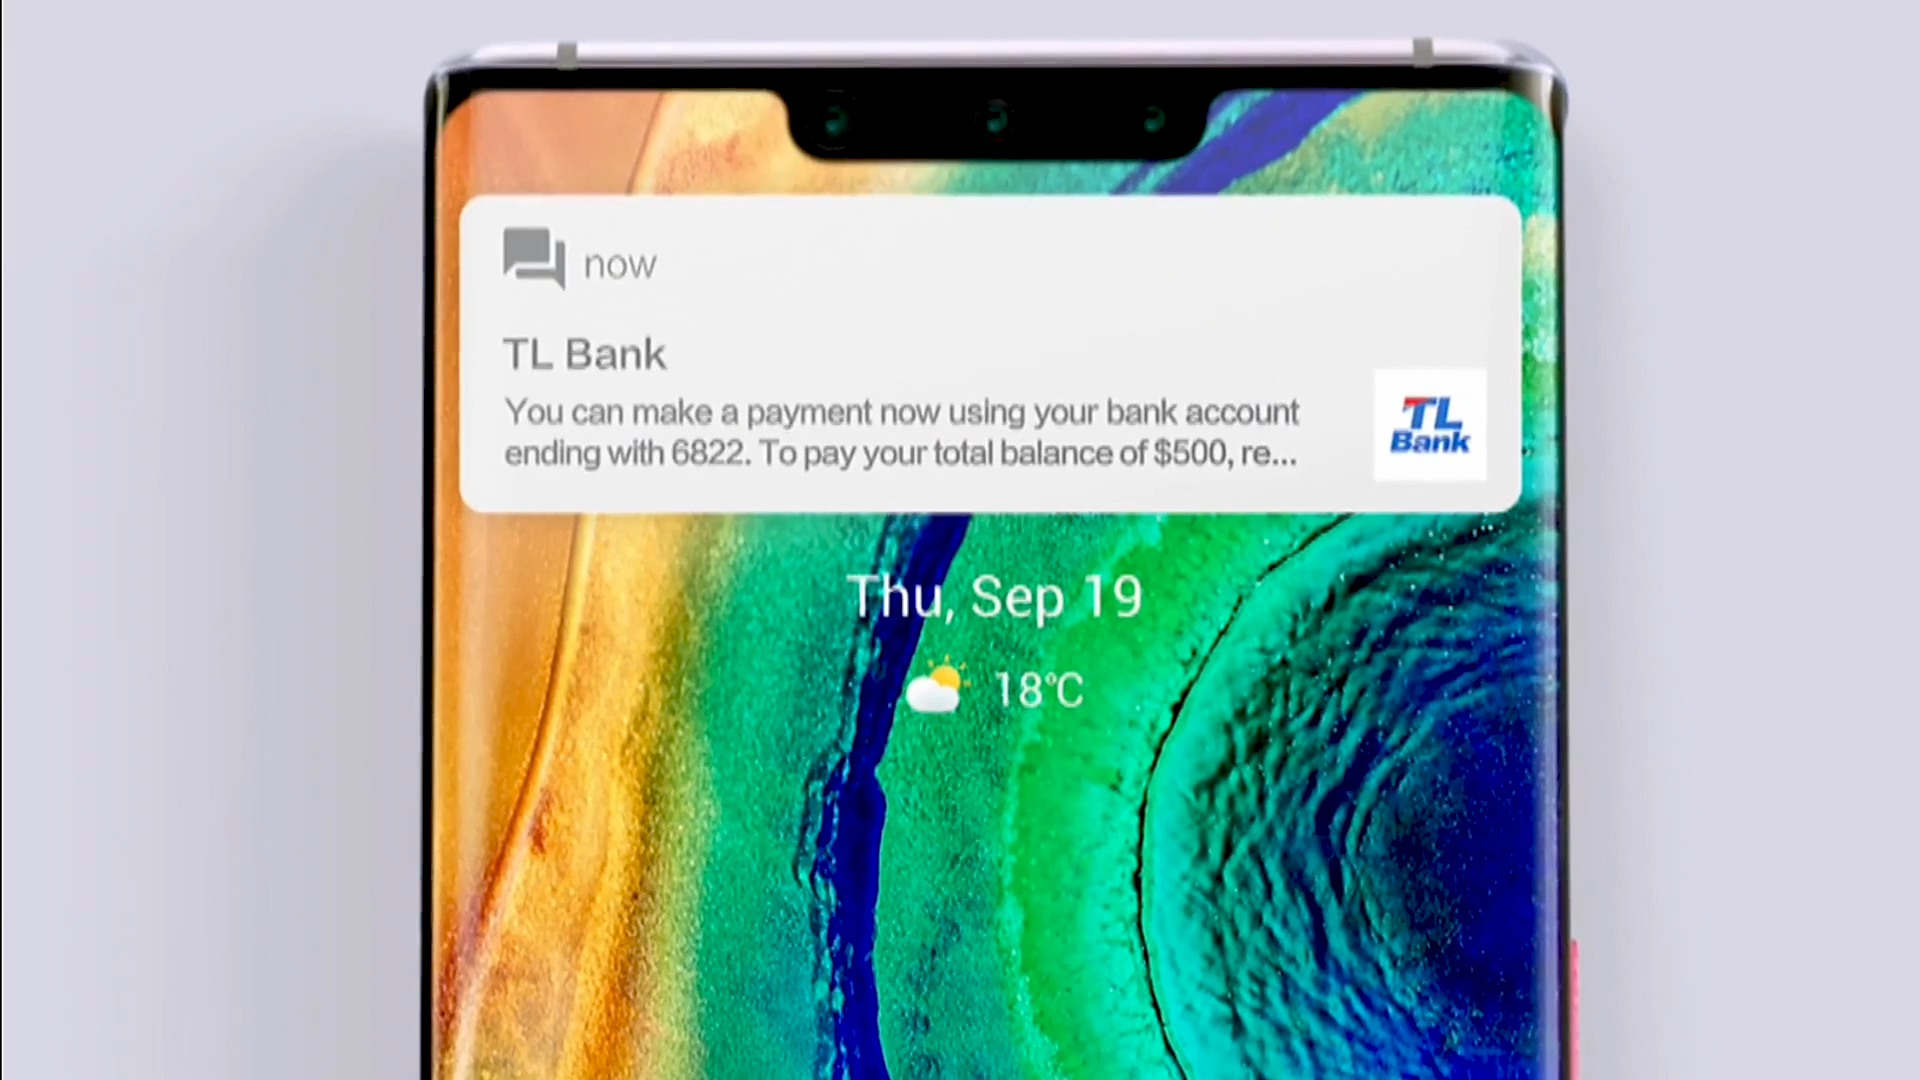 now
TL Bank
You can make a payment now using your bank account
ending with 6822. To pay your total balance of $500, re...
TL
Bank
Thu, Sep 19
18°C